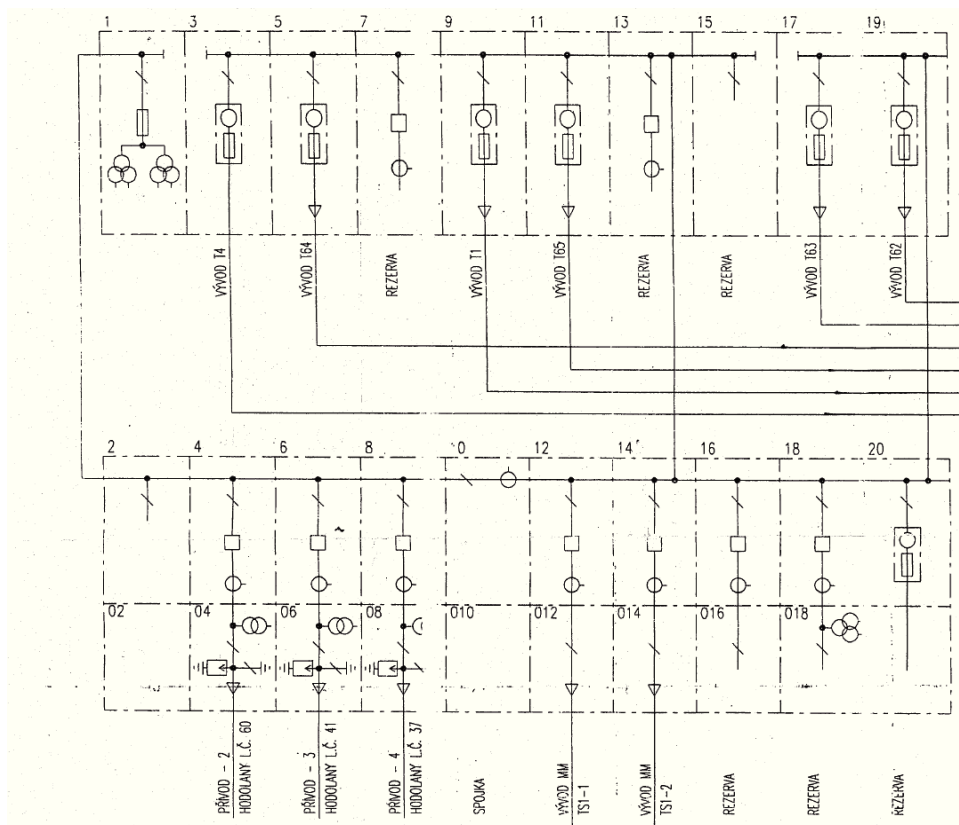 1 3 5 7 9 11 13 15 17 19
VÝVOD T4
VÝVOD T64
REZERVA
VÝVOD T1
VÝVOD T65
REZERVA
REZERVA
VÝVOD T63
VÝVOD T62
2 4 6 8 0 12 14 16 18 20
02 04 06 08 010 012 014 016 018
PŘÍVOD - 2
HODOLANY L.Č. 60
PŘÍVOD - 3
HODOLANY L.Č. 41
PŘÍVOD - 4
HODOLANY L.Č. 37
SPOJKA
VÝVOD MM
TS1-1
VÝVOD MM
TS1-2
REZERVA
REZERVA
REZERVA